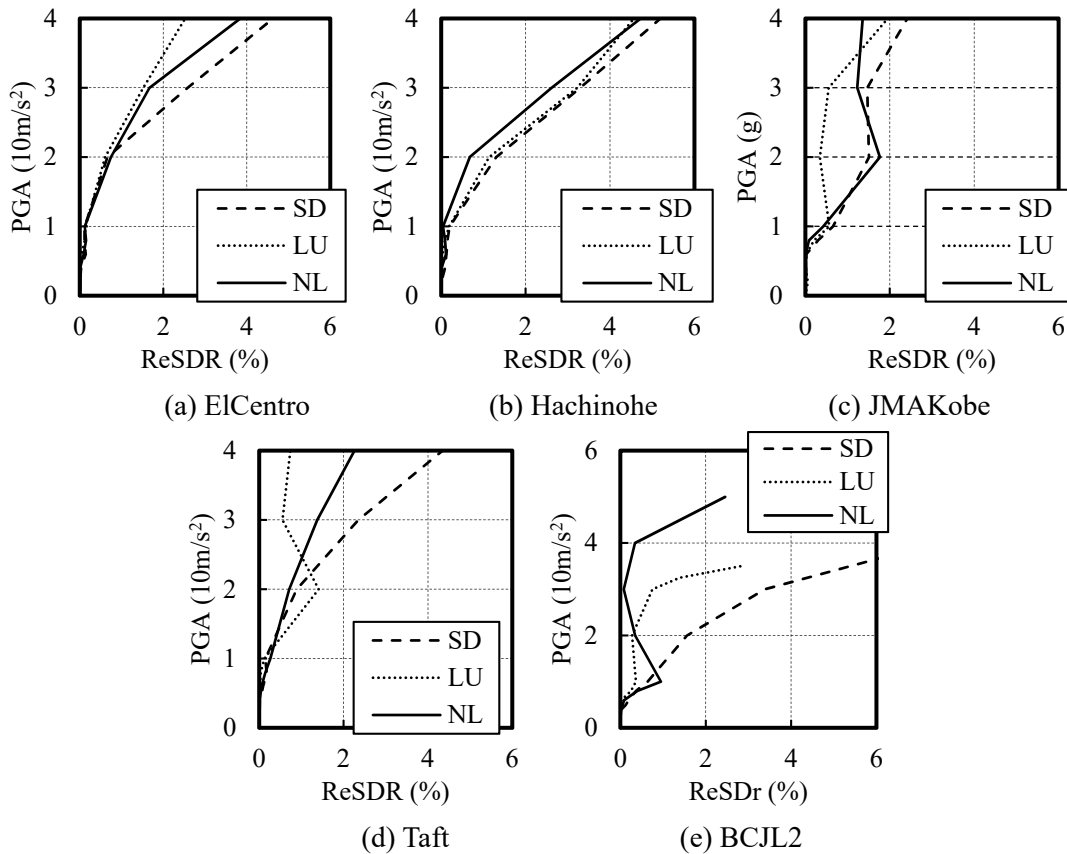 4
3
2
1
0
PGA (10m/s²)
SD
LU
NL
0 2 4 6
ReSDR (%)
(a) ElCentro
4
3
2
1
0
PGA (10m/s²)
SD
LU
NL
0 2 4 6
ReSDR (%)
(b) Hachinohe
4
3
2
1
0
PGA (g)
SD
LU
NL
0 2 4 6
ReSDR (%)
(c) JMAKobe
4
3
2
1
0
PGA (10m/s²)
SD
LU
NL
0 2 4 6
ReSDR (%)
(d) Taft
6
4
2
0
PGA (10m/s²)
SD
LU
NL
0 2 4 6
ReSDr (%)
(e) BCJL2